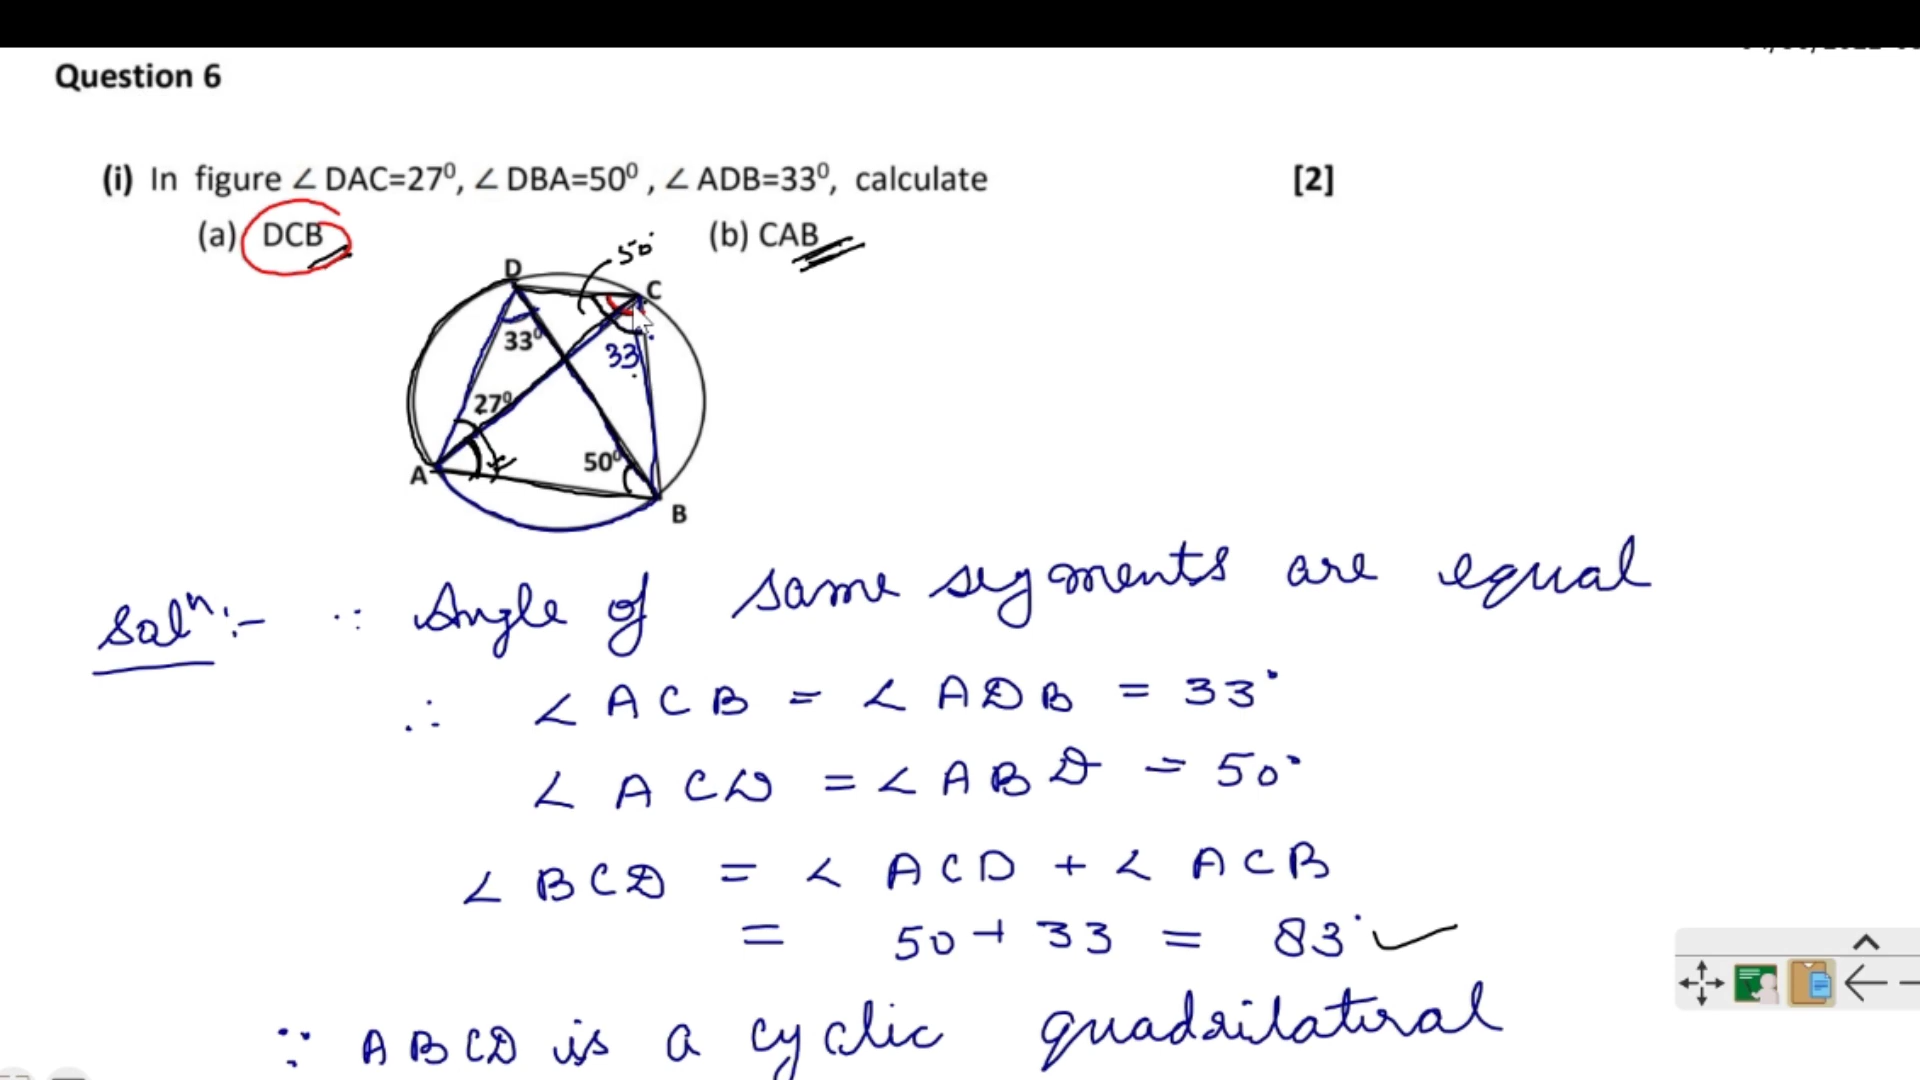 Question 6
(i) In figure ∠ DAC=27⁰, ∠ DBA=50⁰ , ∠ ADB=33⁰, calculate [2]
(a) DCB (b) CAB
50°
D
C
33⁰
33
27⁰
50⁰
A
B
Solⁿ:- ∵ Angle of same segments are equal
∴ ∠ ACB = ∠ ADB = 33°
∠ ACD = ∠ ABD = 50°
∠ BCD = ∠ ACD + ∠ ACB
= 50 + 33 = 83°
∵ ABCD is a cyclic quadrilateral